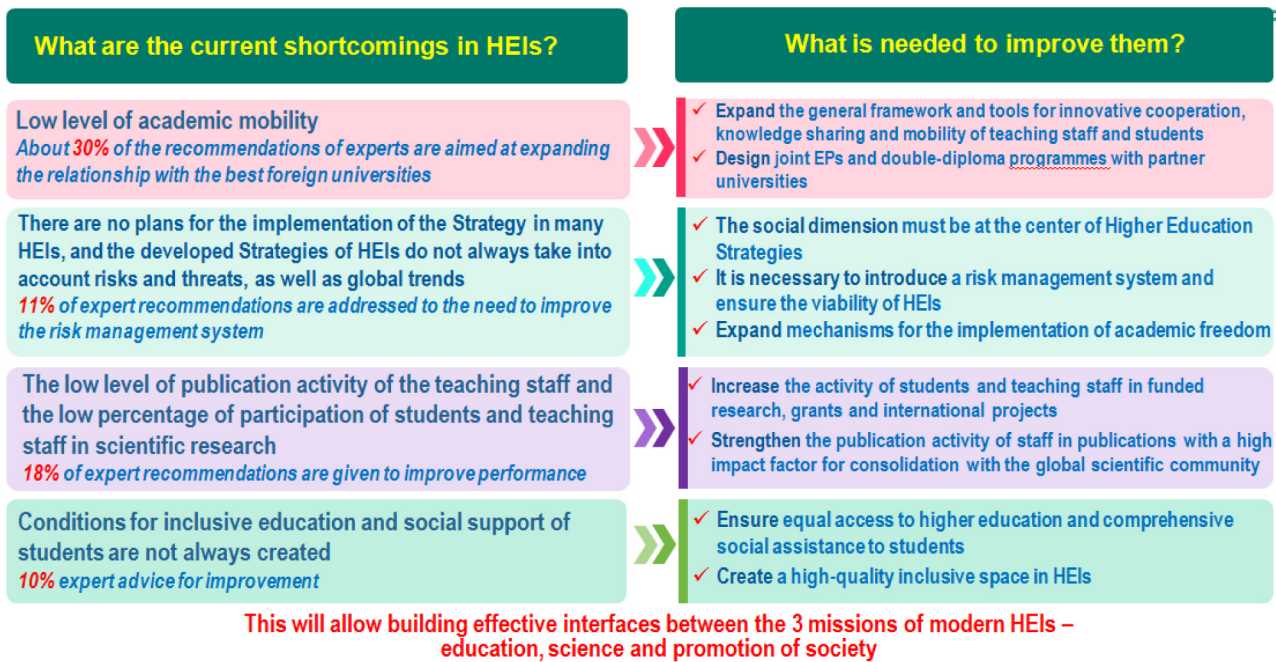 What are the current shortcomings in HEIs?
What is needed to improve them?
Low level of academic mobility
About 30% of the recommendations of experts are aimed at expanding
the relationship with the best foreign universities
✓ Expand the general framework and tools for innovative cooperation,
knowledge sharing and mobility of teaching staff and students
✓ Design joint EPs and double-diploma programmes with partner
universities
There are no plans for the implementation of the Strategy in many
HEIs, and the developed Strategies of HEIs do not always take into
account risks and threats, as well as global trends
11% of expert recommendations are addressed to the need to improve
the risk management system
✓ The social dimension must be at the center of Higher Education
Strategies
✓ It is necessary to introduce a risk management system and
ensure the viability of HEIs
✓ Expand mechanisms for the implementation of academic freedom
The low level of publication activity of the teaching staff and
the low percentage of participation of students and teaching
staff in scientific research
18% of expert recommendations are given to improve performance
✓ Increase the activity of students and teaching staff in funded
research, grants and international projects
✓ Strengthen the publication activity of staff in publications with a high
impact factor for consolidation with the global scientific community
Conditions for inclusive education and social support of
students are not always created
10% expert advice for improvement
✓ Ensure equal access to higher education and comprehensive
social assistance to students
✓ Create a high-quality inclusive space in HEIs
This will allow building effective interfaces between the 3 missions of modern HEIs –
education, science and promotion of society